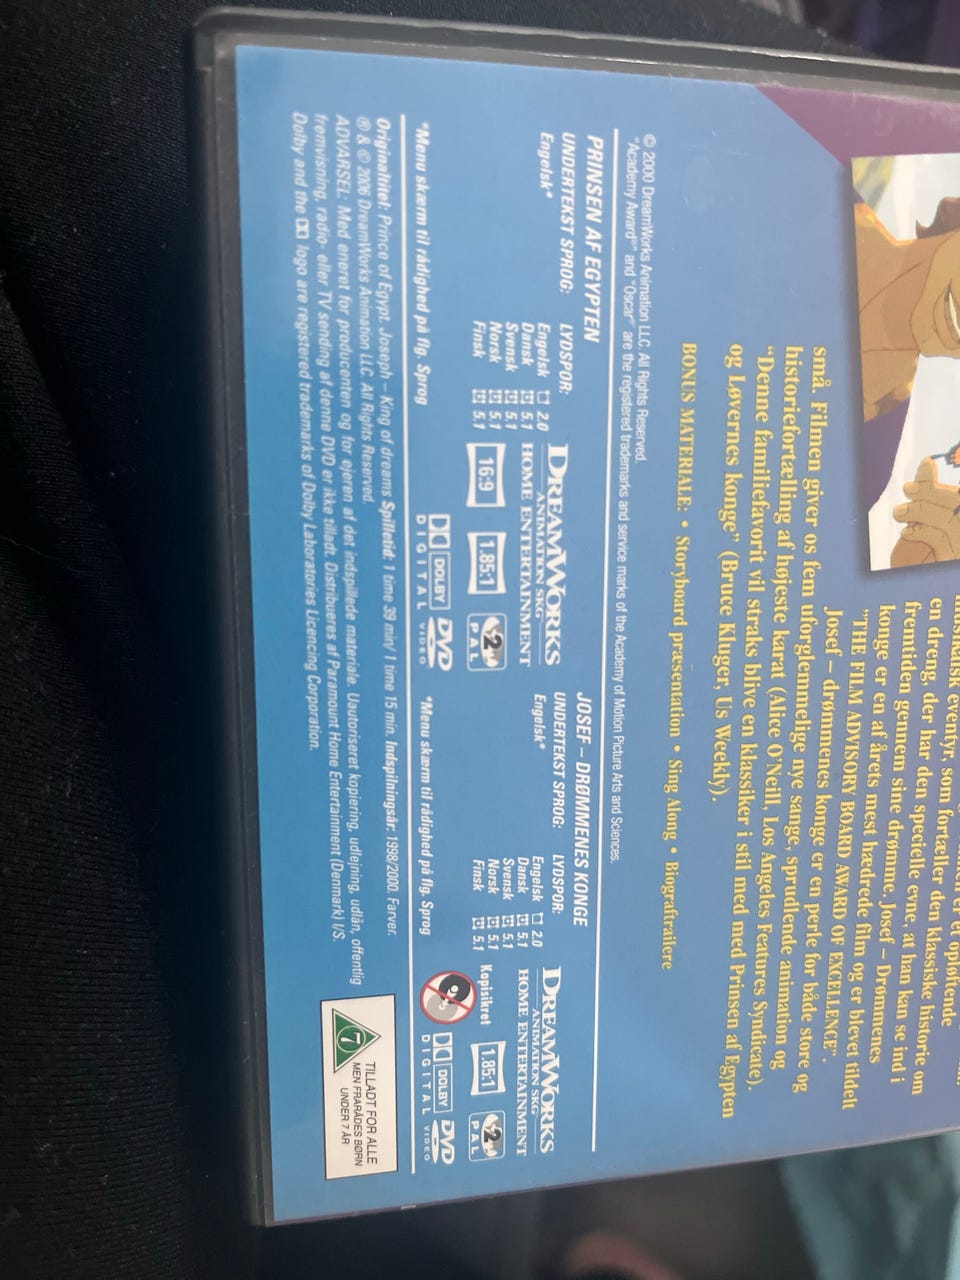 et opløftende
eventyr, som fortæller den klassiske historie om
en dreng, der har den specielle evne, at han kan se ind i
fremtiden gennem sine drømme. Josef – Drømmenes
konge er en af årets mest hædrede film og er blevet tildelt
"THE FILM ADVISORY BOARD AWARD OF EXCELLENCE".
Josef – drømmenes konge er en perle for både store og
små. Filmen giver os fem uforglemmelige nye sange, sprudlende animation og
historiefortælling af højeste karat (Alice O'Neill, Los Angeles Features Syndicate).
"Denne familiefavorit vil straks blive en klassiker i stil med med Prinsen af Egypten
og Løvernes konge" (Bruce Kluger, Us Weekly).
BONUS MATERIALE: • Storyboard præsentation • Sing Along • Biograftrailere
© 2000 DreamWorks Animation LLC. All Rights Reserved.
"Academy Award®" and "Oscar®" are the registered trademarks and service marks of the Academy of Motion Picture Arts and Sciences.
PRINSEN AF EGYPTEN
UNDERTEKST SPROG:
Engelsk*
LYDSPOR:
Engelsk 2.0
Dansk 5.1
Svensk 5.1
Norsk 5.1
Finsk 5.1
DREAMWORKS
ANIMATION SKG
HOME ENTERTAINMENT
16:9
1.85:1
2
PAL
DOLBY
DIGITAL
DVD
VIDEO
*Menu skærm til rådighed på flg. Sprog
JOSEF – DRØMMENES KONGE
UNDERTEKST SPROG:
Engelsk*
LYDSPOR:
Engelsk 2.0
Dansk 5.1
Svensk 5.1
Norsk 5.1
Finsk 5.1
DREAMWORKS
ANIMATION SKG
HOME ENTERTAINMENT
Kopisikret
1.85:1
2
PAL
DOLBY
DIGITAL
DVD
VIDEO
*Menu skærm til rådighed på flg. Sprog
Originaltitel: Prince of Egypt. Joseph – King of dreams Spilletid: 1 time 39 min/ 1 time 15 min. Indspilningsår: 1998/2000. Farver.
® & © 2006 DreamWorks Animation LLC. All Rights Reserved.
ADVARSEL: Med eneret for producenten og for ejeren af det indspillede materiale. Uautoriseret kopiering, udlejning, udlån, offentlig
fremvisning, radio- eller TV sending af denne DVD er ikke tilladt. Distribueres af Paramount Home Entertainment (Denmark) I/S.
Dolby and the logo are registered trademarks of Dolby Laboratories Licencing Corporation.
7
TILLADT FOR ALLE
MEN FRARÅDES BØRN
UNDER 7 ÅR